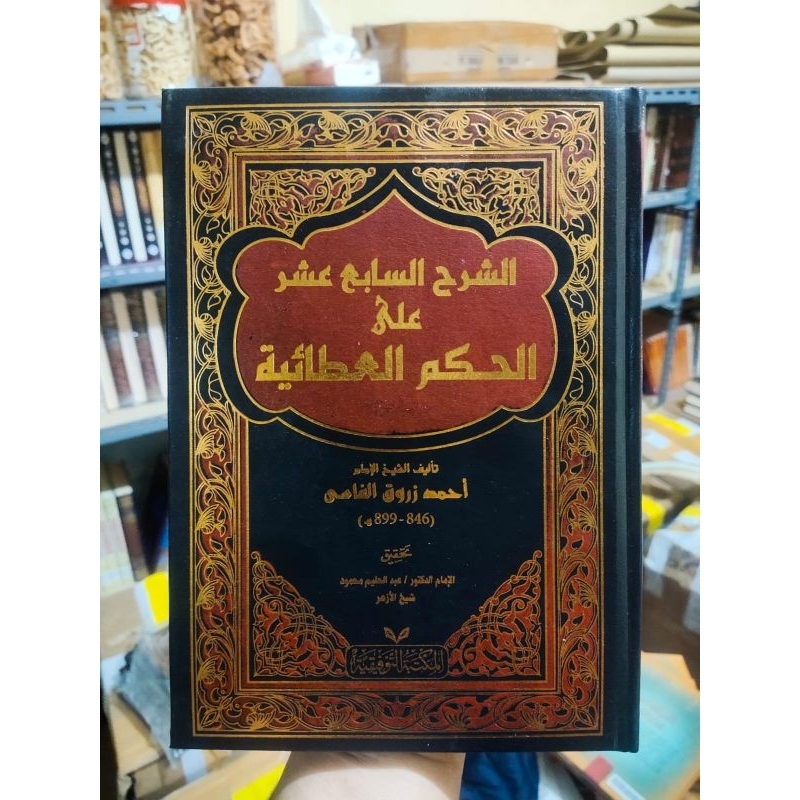 الشرح السابع عشر
على
الحكم العطائية
تأليف الشيخ الإمام
أحمد زروق الفاسى
(846 - 899 هـ)
تحقيق
الإمام الدكتور / عبد الحليم محمود
شيخ الأزهر
المكتبة التوفيقية